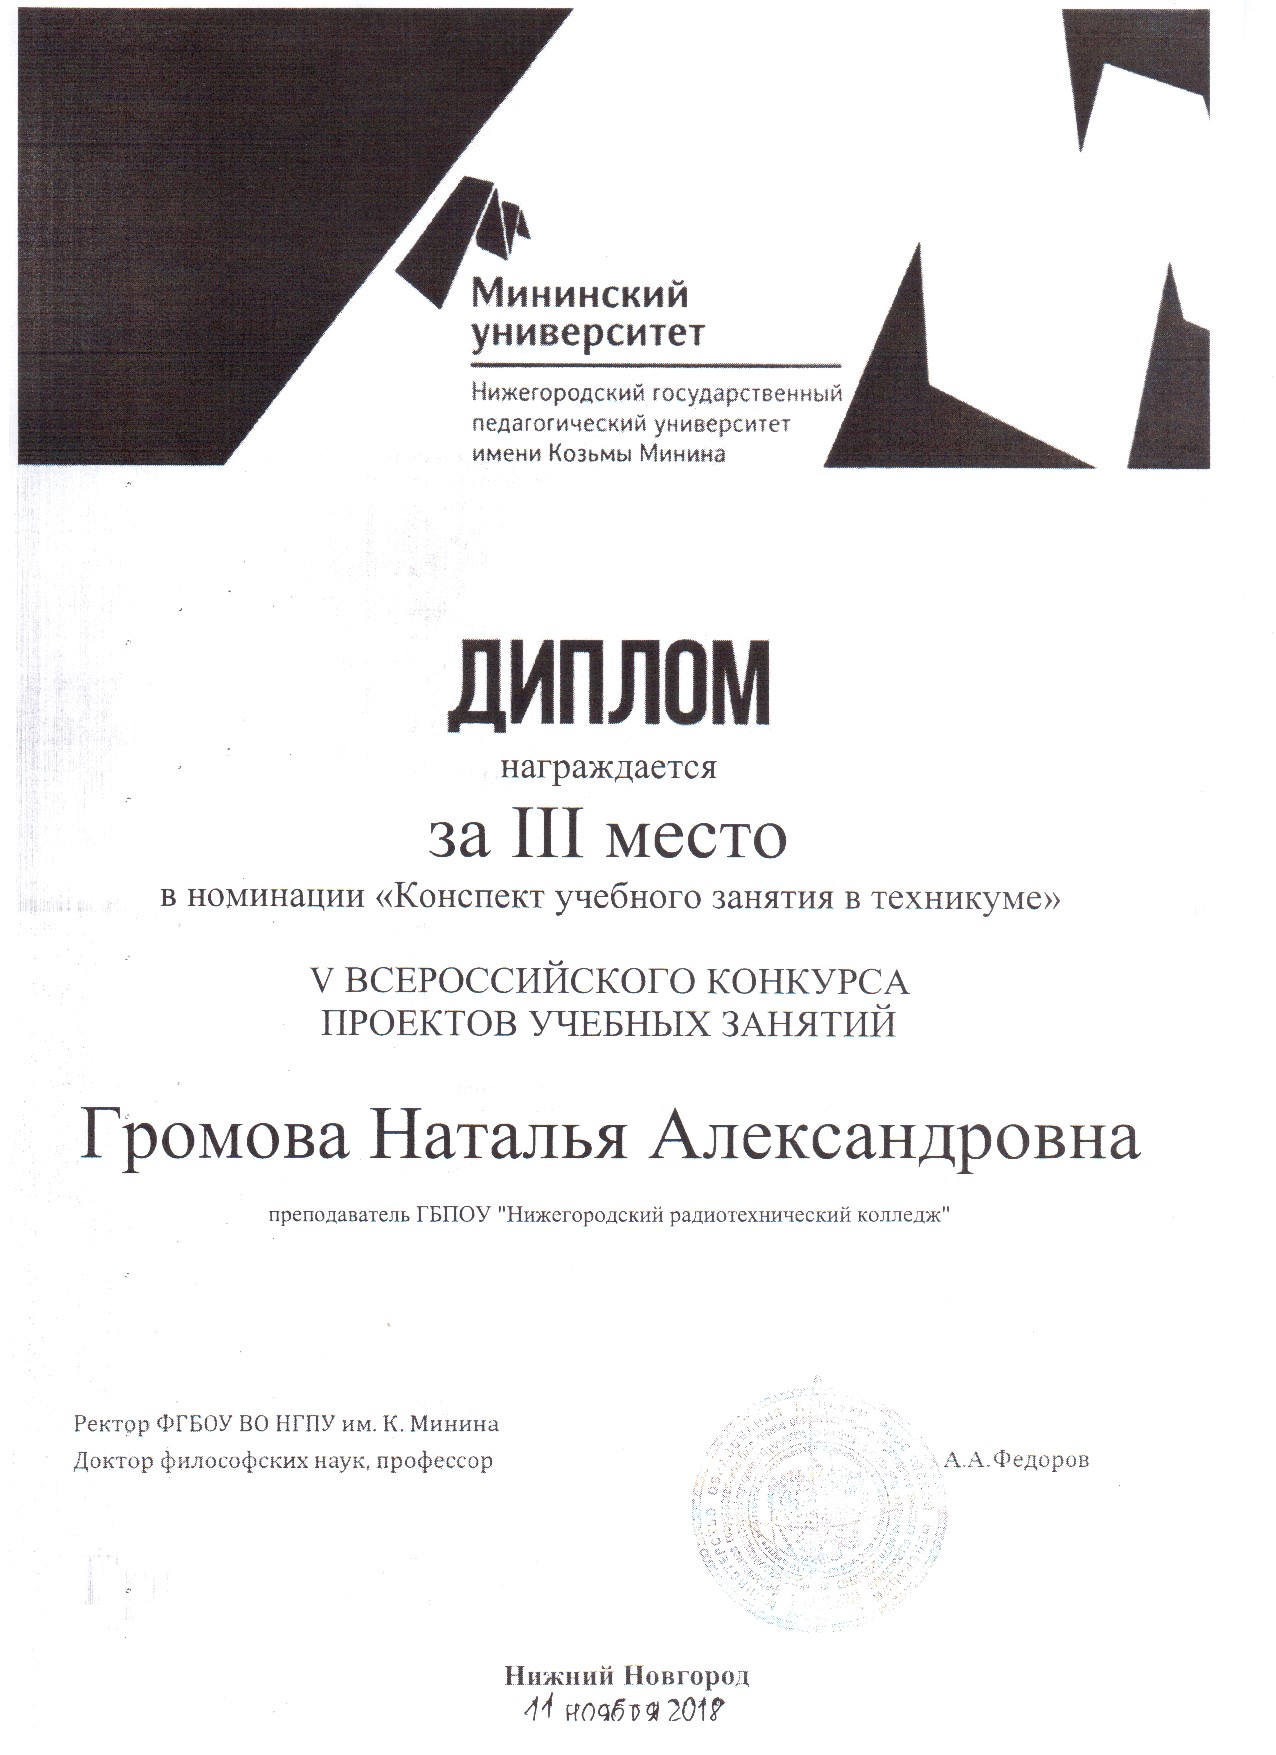 Мининский
университет
Нижегородский государственный
педагогический университет
имени Козьмы Минина
ДИПЛОМ
награждается
за III место
в номинации «Конспект учебного занятия в техникуме»
V ВСЕРОССИЙСКОГО КОНКУРСА
ПРОЕКТОВ УЧЕБНЫХ ЗАНЯТИЙ
Громова Наталья Александровна
преподаватель ГБПОУ "Нижегородский радиотехнический колледж"
Ректор ФГБОУ ВО НГПУ им. К. Минина
Доктор философских наук, профессор
А.А.Федоров
Нижний Новгород
11 ноября 2018